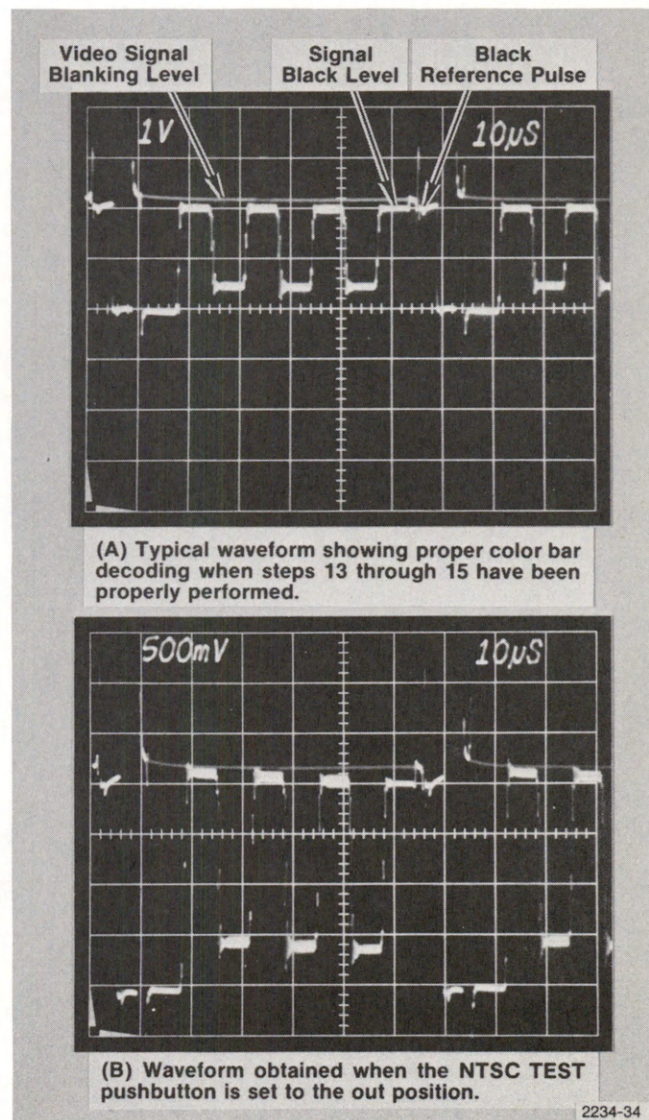 Video Signal
Blanking Level
Signal
Black Level
Black
Reference Pulse
1V
10µS
(A) Typical waveform showing proper color bar
decoding when steps 13 through 15 have been
properly performed.
500mV
10µS
(B) Waveform obtained when the NTSC TEST
pushbutton is set to the out position.
2234-34